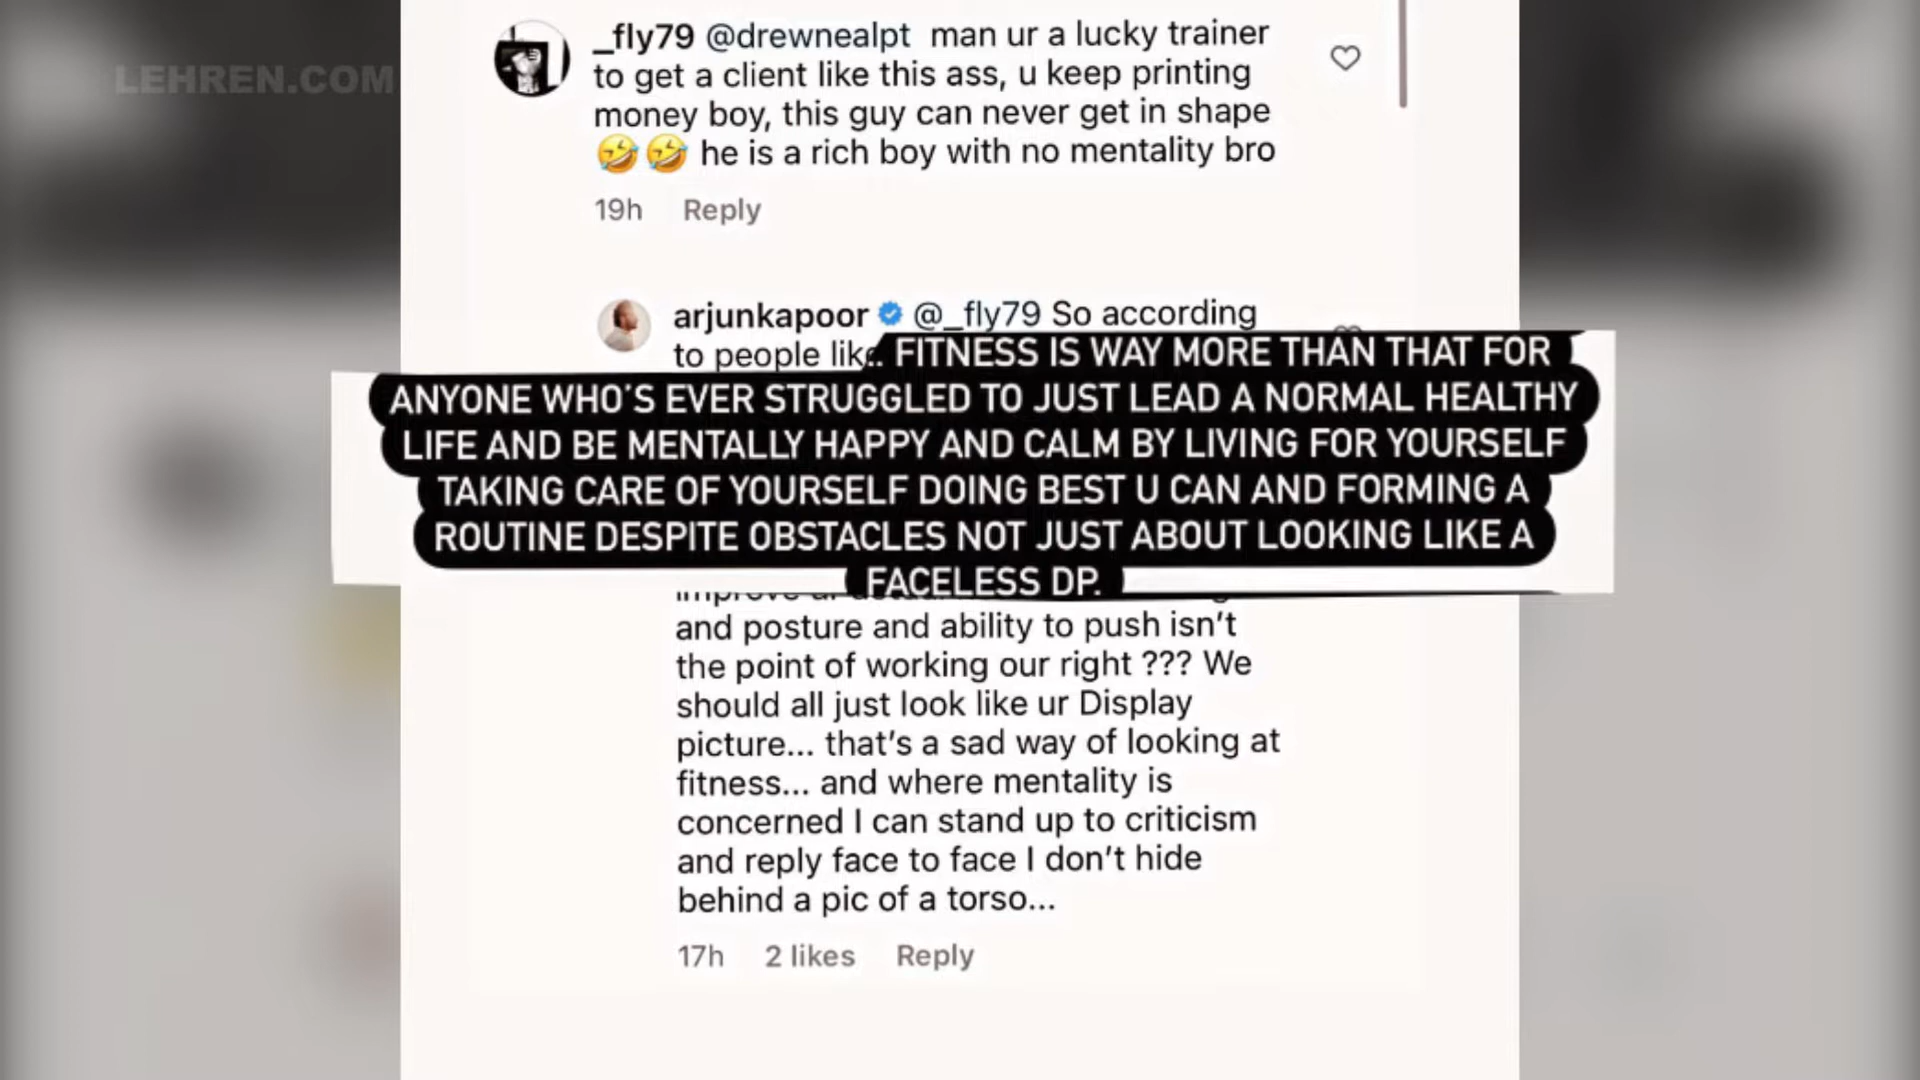 LEHREN.COM
_fly79 @drewnealpt man ur a lucky trainer
to get a client like this ass, u keep printing
money boy, this guy can never get in shape
🤣🤣 he is a rich boy with no mentality bro
19h Reply
arjunkapoor @_fly79 So according
to people like
FITNESS IS WAY MORE THAN THAT FOR
ANYONE WHO'S EVER STRUGGLED TO JUST LEAD A NORMAL HEALTHY
LIFE AND BE MENTALLY HAPPY AND CALM BY LIVING FOR YOURSELF
TAKING CARE OF YOURSELF DOING BEST U CAN AND FORMING A
ROUTINE DESPITE OBSTACLES NOT JUST ABOUT LOOKING LIKE A
FACELESS DP.
and posture and ability to push isn't
the point of working our right ??? We
should all just look like ur Display
picture... that's a sad way of looking at
fitness... and where mentality is
concerned I can stand up to criticism
and reply face to face I don't hide
behind a pic of a torso...
17h 2 likes Reply